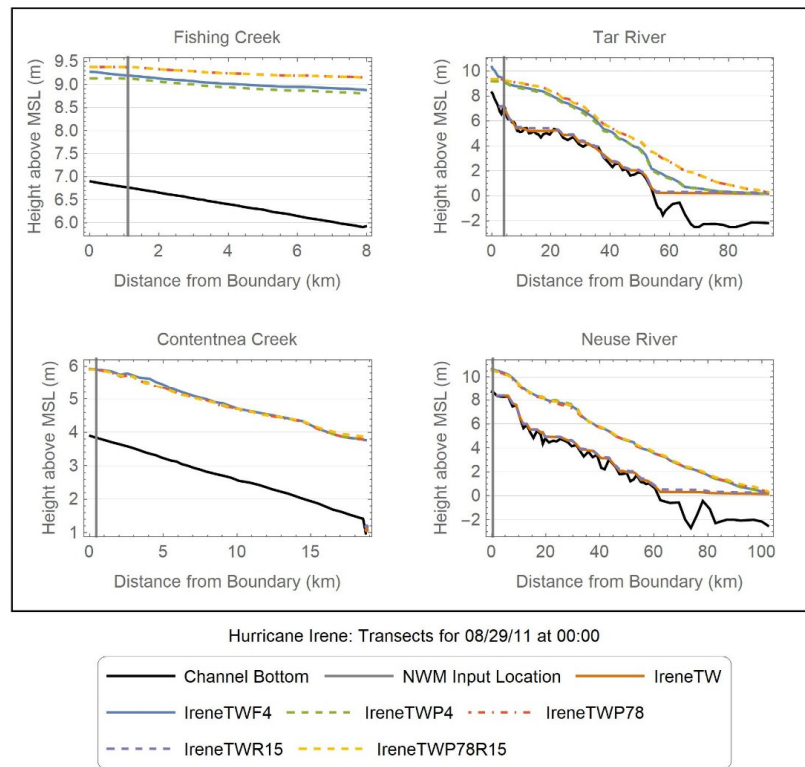 Fishing Creek
9.5
9.0
8.5
8.0
7.5
7.0
6.5
6.0
0 2 4 6 8
Height above MSL (m)
Distance from Boundary (km)
Tar River
10
8
6
4
2
0
−2
0 20 40 60 80
Height above MSL (m)
Distance from Boundary (km)
Contentnea Creek
6
5
4
3
2
1
0 5 10 15
Height above MSL (m)
Distance from Boundary (km)
Neuse River
10
8
6
4
2
0
−2
0 20 40 60 80 100
Height above MSL (m)
Distance from Boundary (km)
Hurricane Irene: Transects for 08/29/11 at 00:00
Channel Bottom NWM Input Location IreneTW
IreneTWF4 IreneTWP4 IreneTWP78
IreneTWR15 IreneTWP78R15